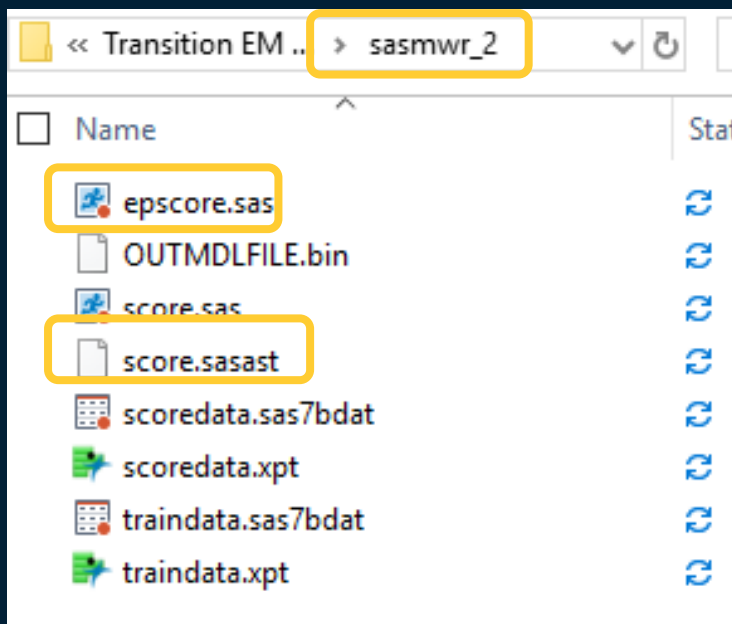 « Transition EM .. > sasmwr_2
Name Stat
epscore.sas
OUTMDLFILE.bin
score.sas
score.sasast
scoredata.sas7bdat
scoredata.xpt
traindata.sas7bdat
traindata.xpt